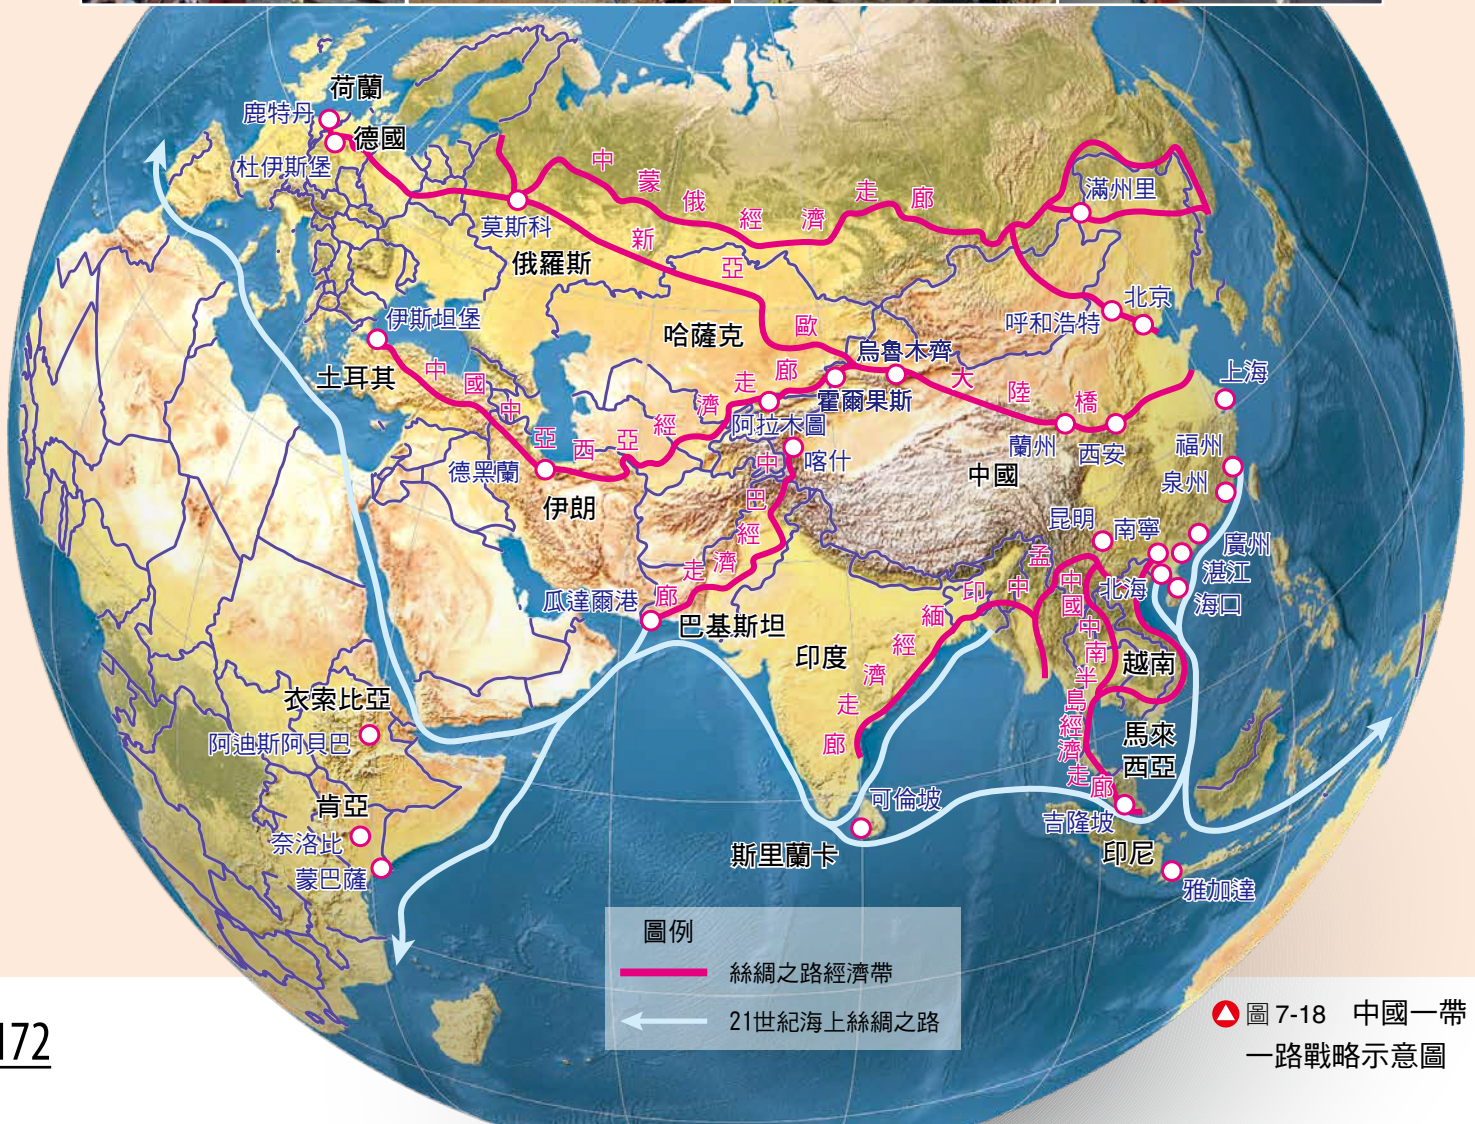 荷蘭
鹿特丹
德國
杜伊斯堡
莫斯科
俄羅斯
中蒙俄經濟走廊
滿州里
新亞歐大陸橋
伊斯坦堡
土耳其
哈薩克
烏魯木齊
霍爾果斯
阿拉木圖
呼和浩特
北京
上海
中國中亞西亞經濟走廊
德黑蘭
伊朗
喀什
中國
蘭州
西安
福州
泉州
中巴經濟走廊
瓜達爾港
巴基斯坦
印度
孟中印緬經濟走廊
昆明
南寧
廣州
湛江
北海
海口
中國中南半島經濟走廊
越南
馬來
西亞
衣索比亞
阿迪斯阿貝巴
肯亞
奈洛比
蒙巴薩
可倫坡
斯里蘭卡
吉隆坡
印尼
雅加達
圖例
絲綢之路經濟帶
21世紀海上絲綢之路
172
圖 7-18 中國一帶
一路戰略示意圖